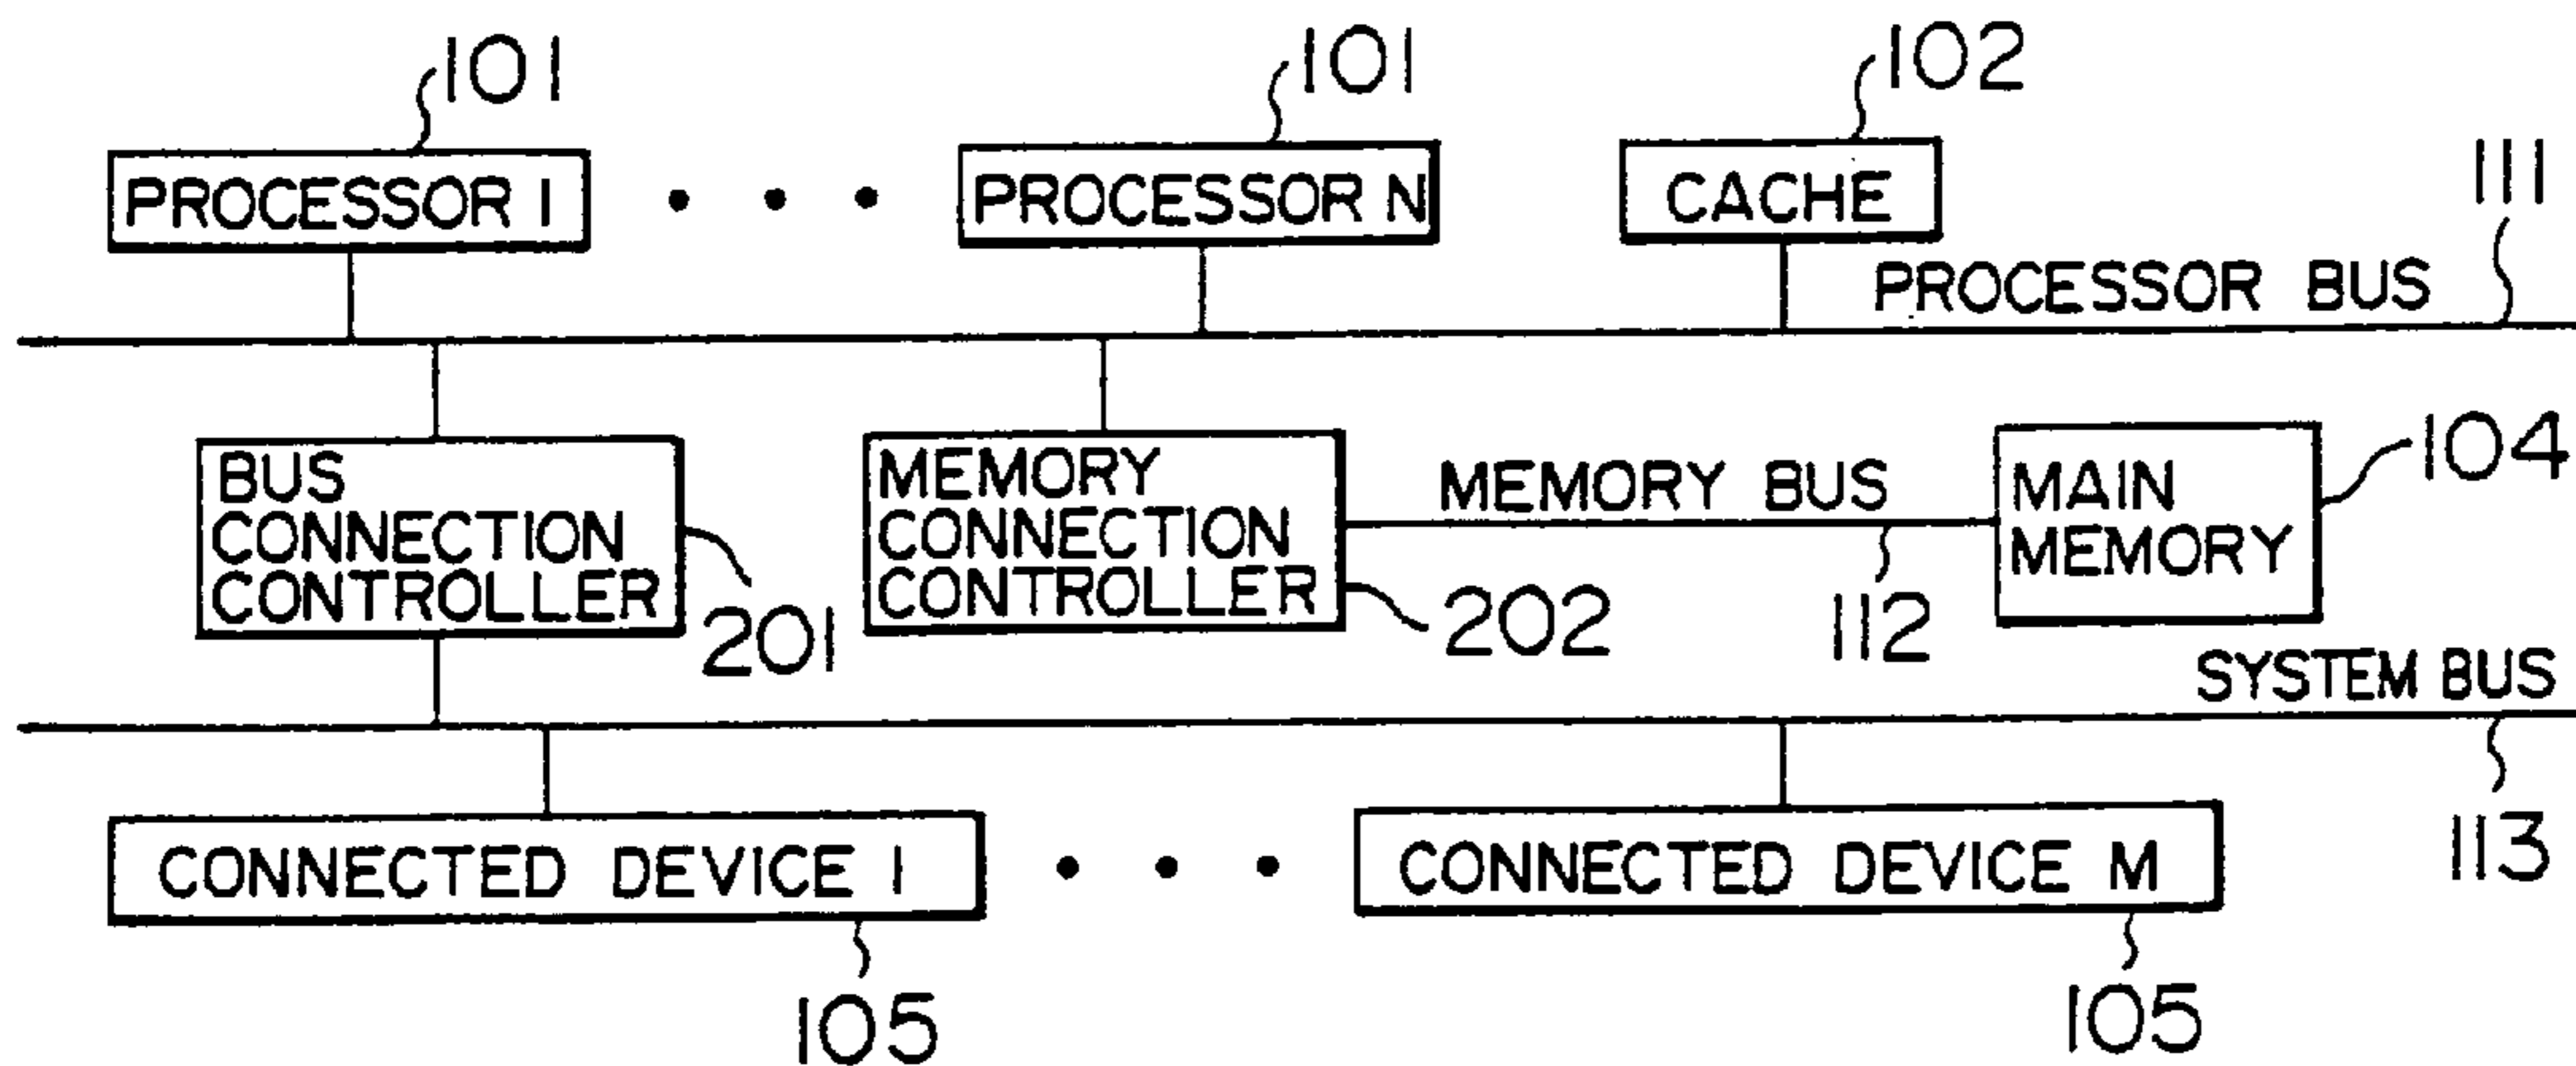 101
101
102
PROCESSOR 1
PROCESSOR N
CACHE
111
PROCESSOR BUS
BUS
CONNECTION
CONTROLLER
201
MEMORY
CONNECTION
CONTROLLER
202
MEMORY BUS
112
MAIN
MEMORY
104
SYSTEM BUS
113
CONNECTED DEVICE 1
CONNECTED DEVICE M
105
105